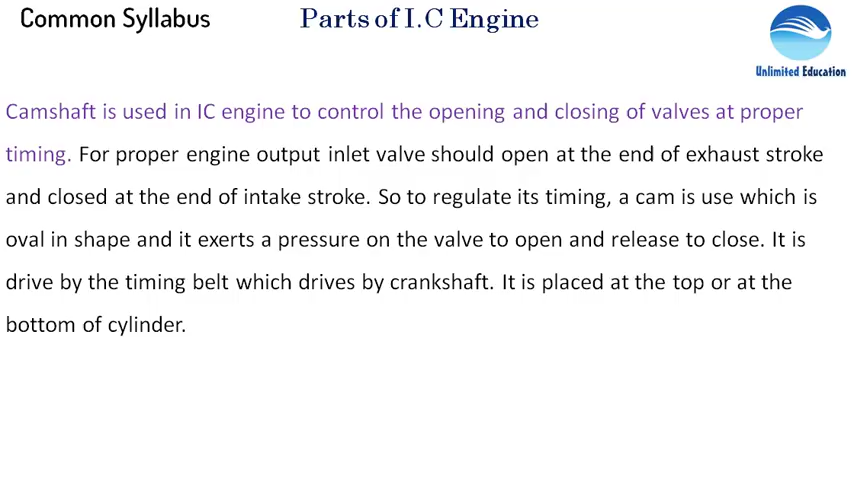 Common Syllabus
Parts of I.C Engine
Unlimited Education
Camshaft is used in IC engine to control the opening and closing of valves at proper
timing. For proper engine output inlet valve should open at the end of exhaust stroke
and closed at the end of intake stroke. So to regulate its timing, a cam is use which is
oval in shape and it exerts a pressure on the valve to open and release to close. It is
drive by the timing belt which drives by crankshaft. It is placed at the top or at the
bottom of cylinder.